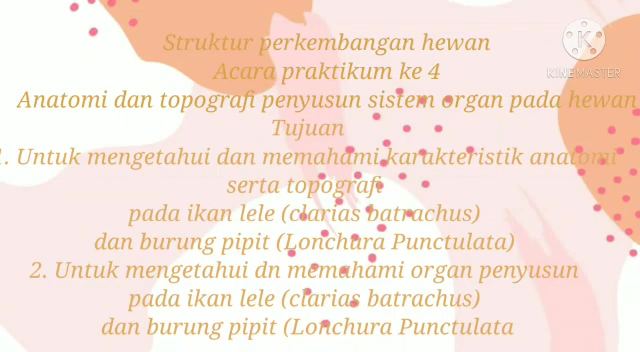 Struktur perkembangan hewan
KINEMASTER
Acara praktikum ke 4
Anatomi dan topografi penyusun sistem organ pada hewan
Tujuan
1. Untuk mengetahui dan memahami karakteristik anatomi
serta topografi
pada ikan lele (clarias batrachus)
dan burung pipit (Lonchura Punctulata)
2. Untuk mengetahui dn memahami organ penyusun
pada ikan lele (clarias batrachus)
dan burung pipit (Lonchura Punctulata